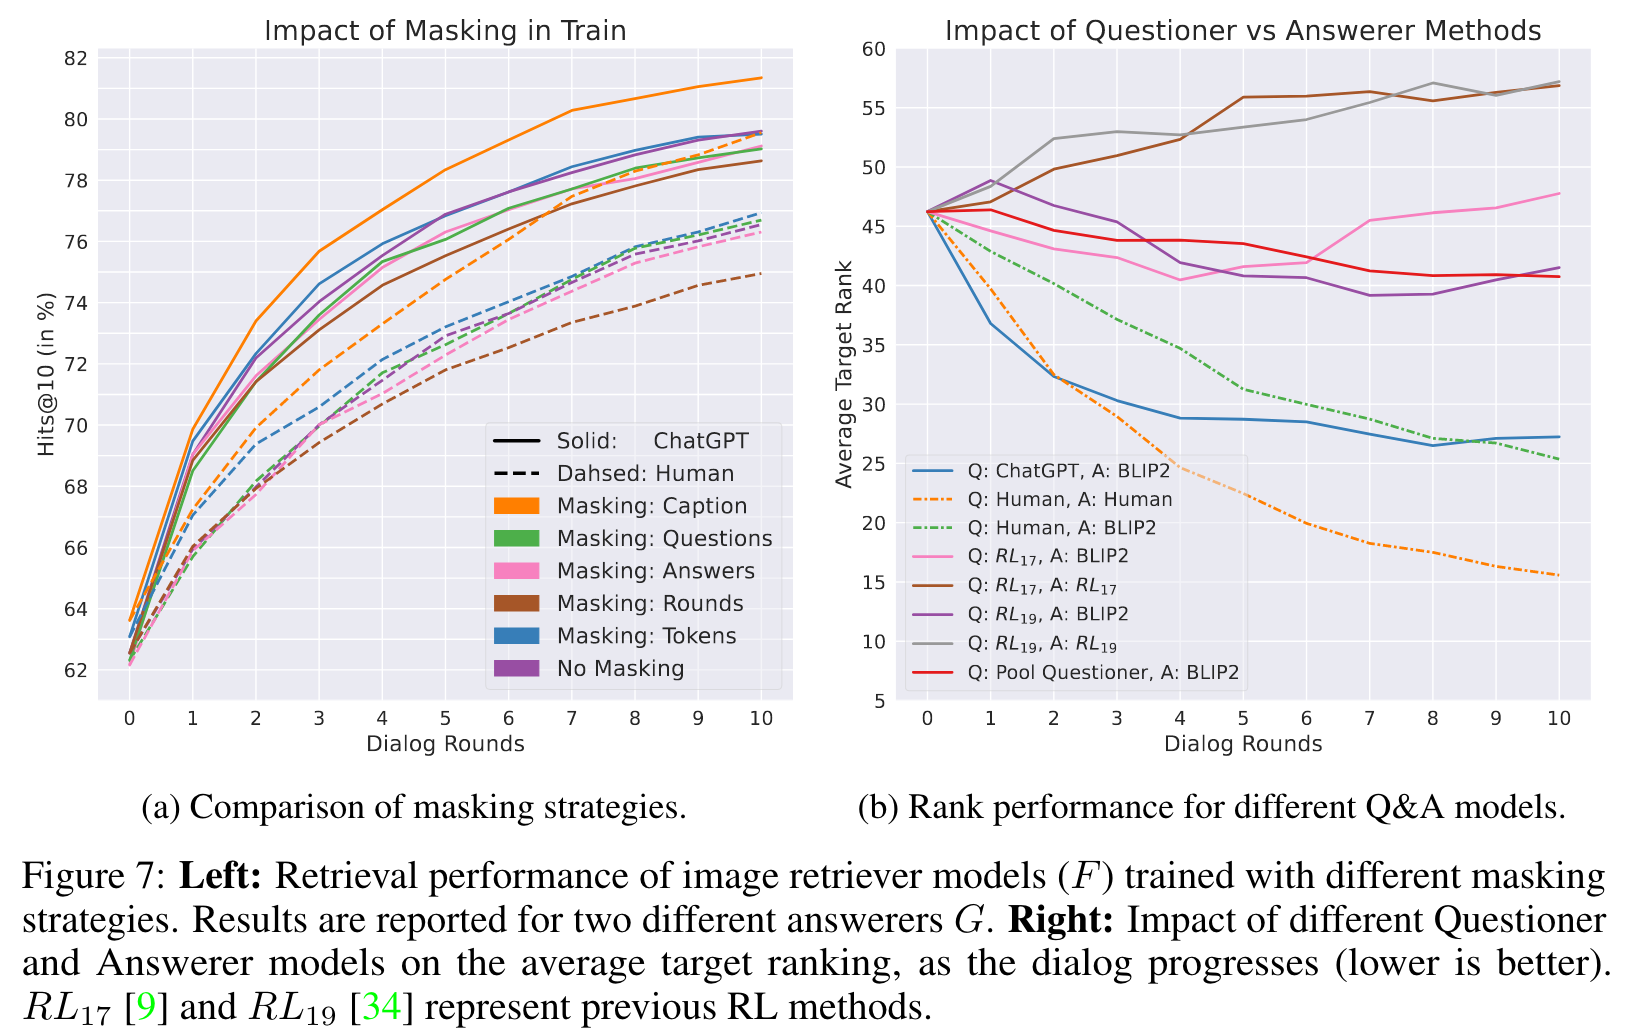 Impact of Masking in Train
82
80
78
76
74
72
70
68
66
64
62
Hits@10 (in %)
Solid: ChatGPT
Dahsed: Human
Masking: Caption
Masking: Questions
Masking: Answers
Masking: Rounds
Masking: Tokens
No Masking
0 1 2 3 4 5 6 7 8 9 10
Dialog Rounds
(a) Comparison of masking strategies.
Impact of Questioner vs Answerer Methods
60
55
50
45
40
35
30
25
20
15
10
5
Average Target Rank
Q: ChatGPT, A: BLIP2
Q: Human, A: Human
Q: Human, A: BLIP2
Q: RL17, A: BLIP2
Q: RL17, A: RL17
Q: RL19, A: BLIP2
Q: RL19, A: RL19
Q: Pool Questioner, A: BLIP2
0 1 2 3 4 5 6 7 8 9 10
Dialog Rounds
(b) Rank performance for different Q&A models.
Figure 7: Left: Retrieval performance of image retriever models (F) trained with different masking
strategies. Results are reported for two different answerers G. Right: Impact of different Questioner
and Answerer models on the average target ranking, as the dialog progresses (lower is better).
RL17 [9] and RL19 [34] represent previous RL methods.